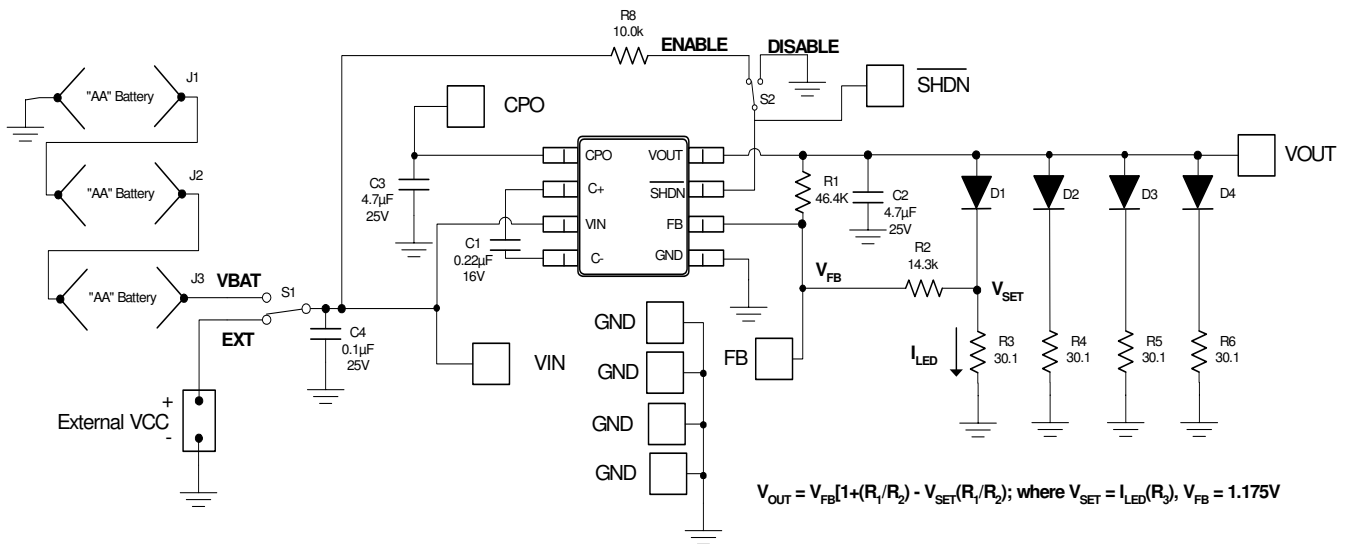 R8
10.0k
ENABLE
DISABLE
S2
SHDN
J1
"AA" Battery
CPO
VOUT
CPO
VOUT
C3
4.7µF
25V
C+
SHDN
R1
46.4K
C2
4.7µF
25V
D1
D2
D3
D4
J2
"AA" Battery
VIN
FB
C1
0.22µF
16V
C-
GND
R2
14.3k
VFB
VSET
J3
"AA" Battery
VBAT
S1
EXT
C4
0.1µF
25V
VIN
GND
GND
GND
GND
FB
ILED
R3
30.1
R4
30.1
R5
30.1
R6
30.1
External VCC
+
-
VOUT = VFB[1+(R1/R2) - VSET(R1/R2); where VSET = ILED(R3), VFB = 1.175V